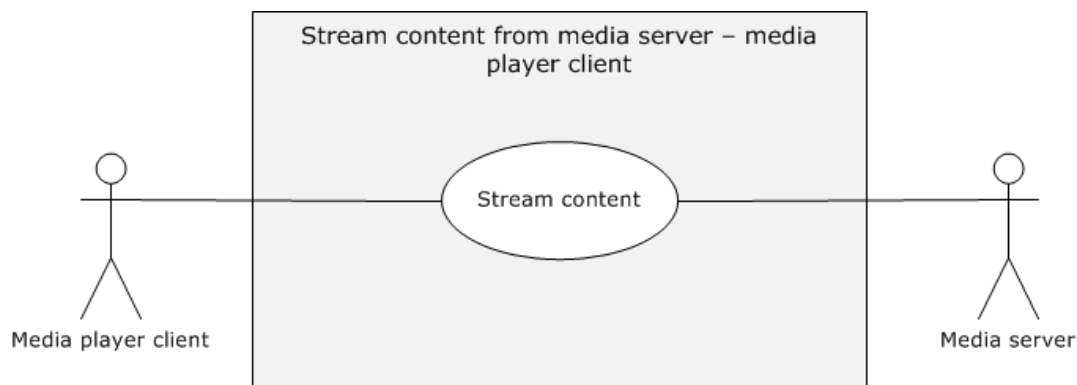 Stream content from media server – media
player client
Stream content
Media player client
Media server